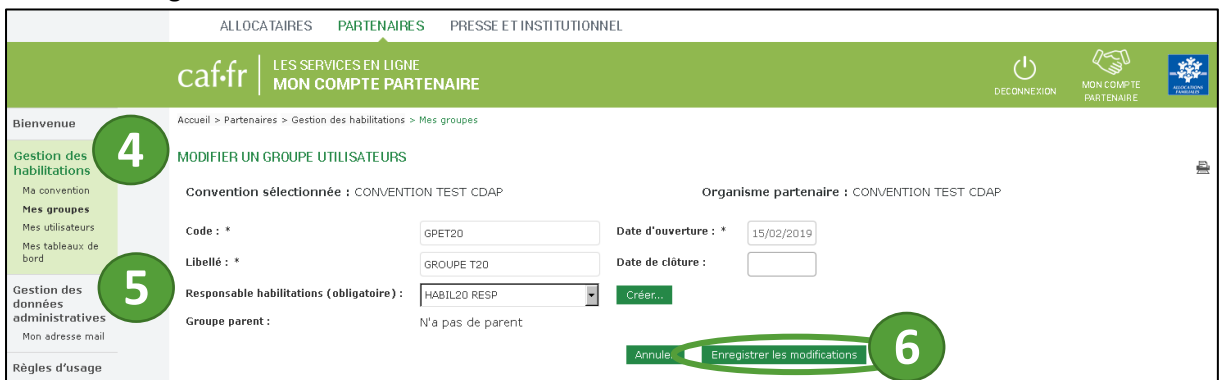 ALLOCATAIRES PARTENAIRES PRESSE ET INSTITUTIONNEL
caf.fr LES SERVICES EN LIGNE
MON COMPTE PARTENAIRE
DECONNEXION
MON COMPTE
PARTENAIRE
ALLOCATIONS
FAMILIALES
Bienvenue
Accueil > Partenaires > Gestion des habilitations > Mes groupes
Gestion des
habilitations
4
MODIFIER UN GROUPE UTILISATEURS
Ma convention
Convention sélectionnée : CONVENTION TEST CDAP
Organisme partenaire : CONVENTION TEST CDAP
Mes groupes
Mes utilisateurs
Mes tableaux de
bord
Code : * GPET20 Date d'ouverture : * 15/02/2019
Libellé : * GROUPE T20 Date de clôture :
Gestion des
données
administratives
5
Responsable habilitations (obligatoire) : HABIL20 RESP Créer...
Mon adresse mail
Groupe parent : N'a pas de parent
Enregistrer les modifications
6
Règles d'usage